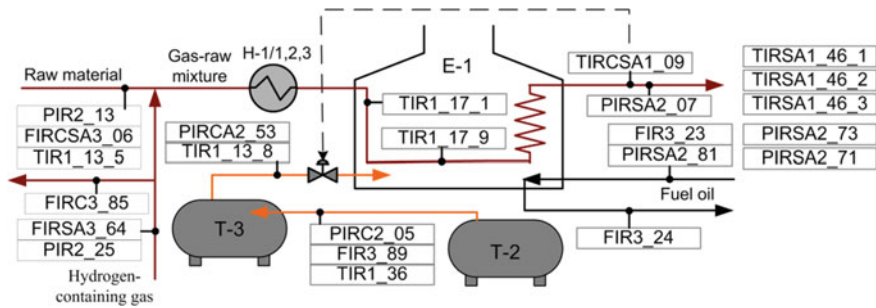 Raw material
Gas-raw
mixture
H-1/1,2,3
E-1
TIRCSA1_09
PIRSA2_07
TIRSA1_46_1
TIRSA1_46_2
TIRSA1_46_3
PIR2_13
FIRCSA3_06
TIR1_13_5
PIRCA2_53
TIR1_13_8
TIR1_17_1
TIR1_17_9
FIR3_23
PIRSA2_81
PIRSA2_73
PIRSA2_71
FIRC3_85
FIRSA3_64
PIR2_25
Hydrogen-
containing gas
T-3
PIRC2_05
FIR3_89
TIR1_36
T-2
Fuel oil
FIR3_24